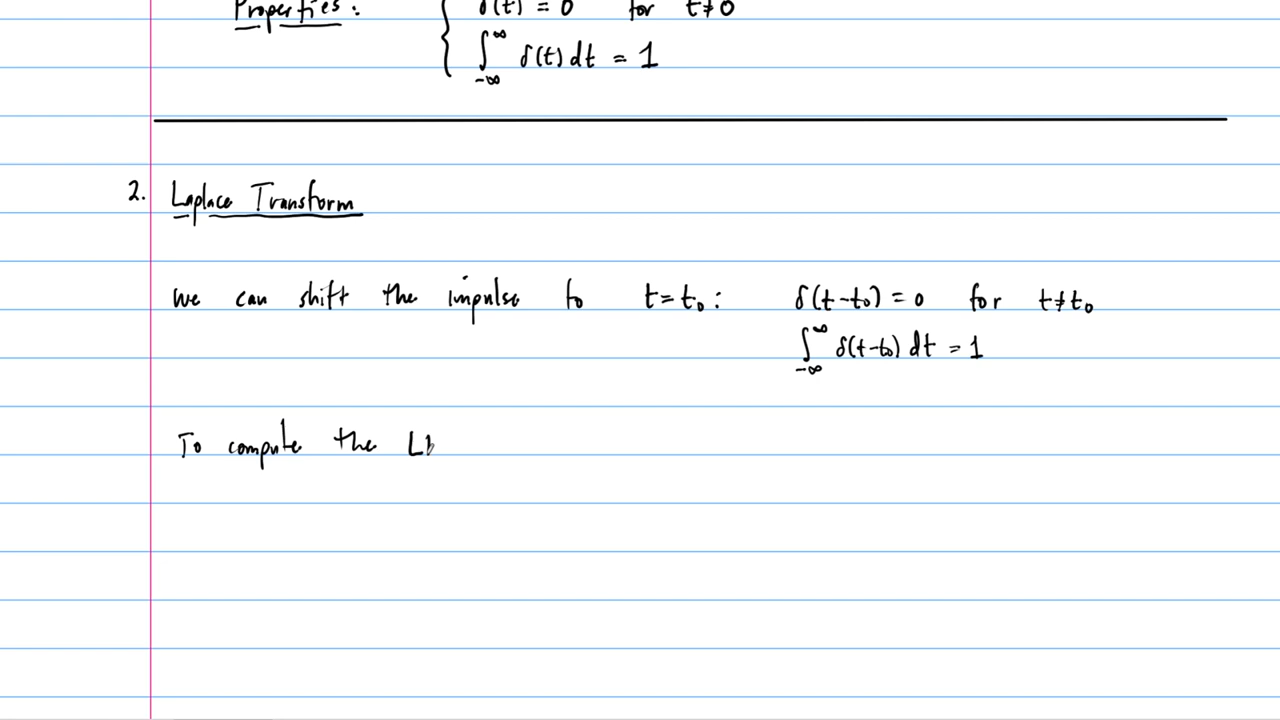 Properties: { δ(t) = 0 for t≠0
∫_{-∞}^{∞} δ(t) dt = 1
2. Laplace Transform
we can shift the impulse to t=t₀: δ(t-t₀) = 0 for t≠t₀
∫_{-∞}^{∞} δ(t-t₀) dt = 1
To compute the L